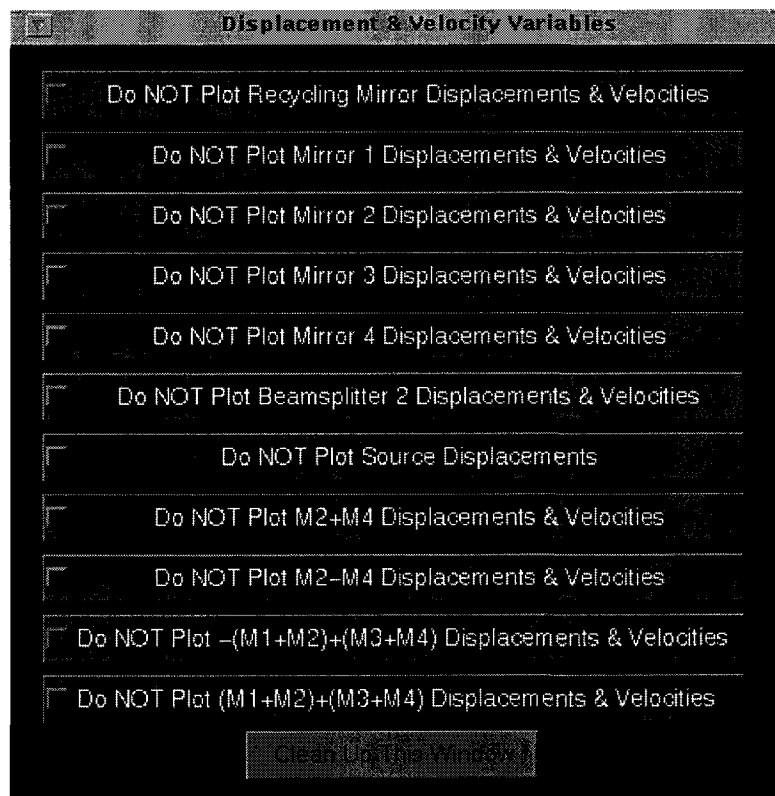 Displacement & Velocity Variables
Do NOT Plot Recycling Mirror Displacements & Velocities
Do NOT Plot Mirror 1 Displacements & Velocities
Do NOT Plot Mirror 2 Displacements & Velocities
Do NOT Plot Mirror 3 Displacements & Velocities
Do NOT Plot Mirror 4 Displacements & Velocities
Do NOT Plot Beamsplitter 2 Displacements & Velocities
Do NOT Plot Source Displacements
Do NOT Plot M2+M4 Displacements & Velocities
Do NOT Plot M2−M4 Displacements & Velocities
Do NOT Plot −(M1+M2)+(M3+M4) Displacements & Velocities
Do NOT Plot (M1+M2)+(M3+M4) Displacements & Velocities
Clean Up This Window